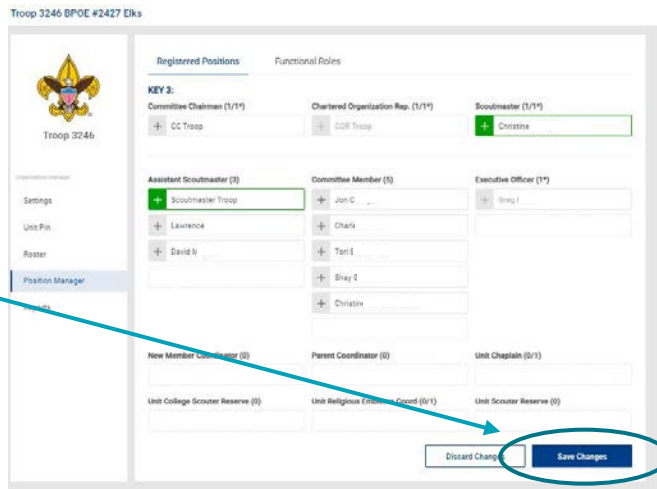 Troop 3246 BPOE #2427 Elks
Troop 3246
Settings
Unit Pin
Roster
Position Manager
Registered Positions Functional Roles
KEY 3:
Committee Chairman (1/1*) Chartered Organization Rep. (1/1*) Scoutmaster (1/1*)
+ CC Troop + COR Troop + Christine
Assistant Scoutmaster (3) Committee Member (5) Executive Officer (1*)
+ Scoutmaster Troop + Jon C + Greg
+ Lawrence + Charle
+ David M + Tori S
+ Shay
+ Christine
New Member Coordinator (0) Parent Coordinator (0) Unit Chaplain (0/1)
Unit College Scouter Reserve (0) Unit Religious Emblems Coord (0/1) Unit Scouter Reserve (0)
Discard Changes Save Changes